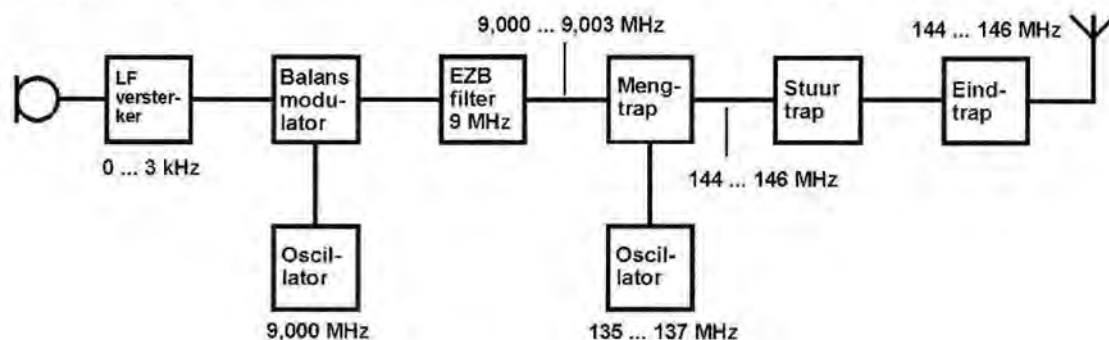 9,000 ... 9,003 MHz
144 ... 146 MHz
LF
verster-
ker
Balans
modu-
lator
EZB
filter
9 MHz
Meng-
trap
Stuur
trap
Eind-
trap
0 ... 3 kHz
144 ... 146 MHz
Oscil-
lator
Oscil-
lator
9,000 MHz
135 ... 137 MHz